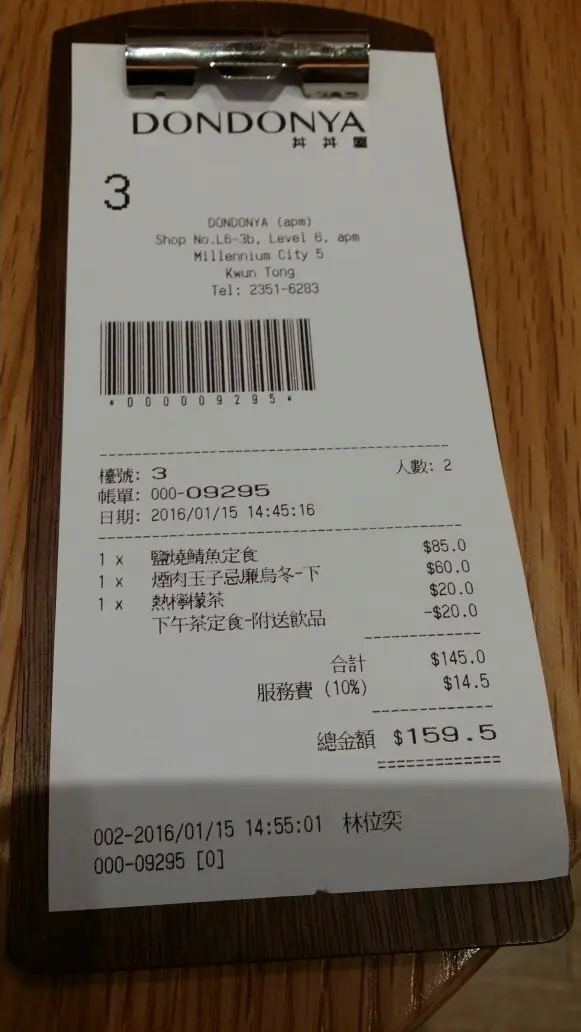 DONDONYA
丼 丼 屋
3
DONDONYA (apm)
Shop No.L6-3b, Level 6, apm
Millennium City 5
Kwun Tong
Tel: 2351-6283
*000009295*
檯號: 3 人數: 2
帳單: 000-09295
日期: 2016/01/15 14:45:16
1 x 鹽燒鯖魚定食 $85.0
1 x 煙肉玉子忌廉烏冬-下 $60.0
1 x 熱檸檬茶 $20.0
下午茶定食-附送飲品 -$20.0
合計 $145.0
服務費 (10%) $14.5
總金額 $159.5
002-2016/01/15 14:55:01 林位奕
000-09295 [0]